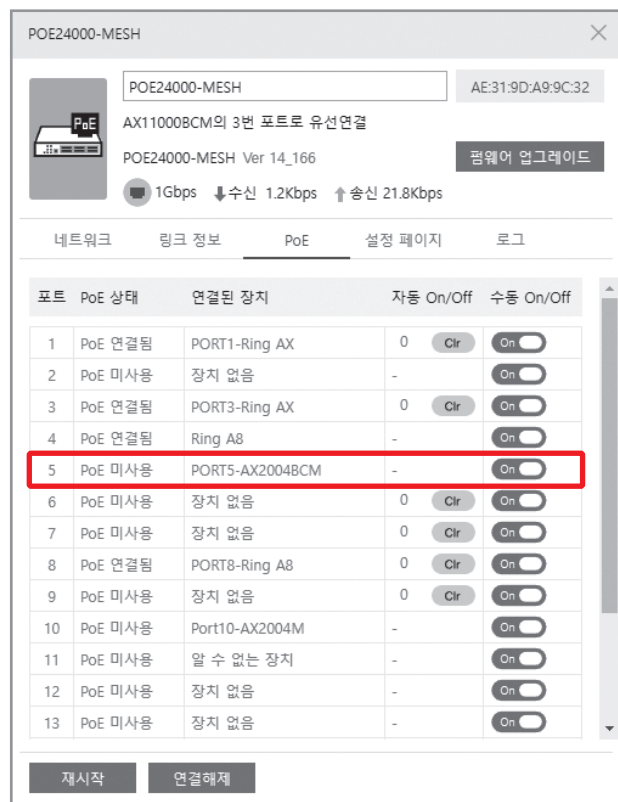 POE24000-MESH
POE24000-MESH AE:31:9D:A9:9C:32
PoE
AX11000BCM의 3번 포트로 유선연결
POE24000-MESH Ver 14_166 펌웨어 업그레이드
1Gbps 수신 1.2Kbps 송신 21.8Kbps
네트워크 링크 정보 PoE 설정 페이지 로그
포트 PoE 상태 연결된 장치 자동 On/Off 수동 On/Off
1 PoE 연결됨 PORT1-Ring AX 0 Clr On
2 PoE 미사용 장치 없음 - On
3 PoE 연결됨 PORT3-Ring AX 0 Clr On
4 PoE 연결됨 Ring A8 - On
5 PoE 미사용 PORT5-AX2004BCM - On
6 PoE 미사용 장치 없음 0 Clr On
7 PoE 미사용 장치 없음 0 Clr On
8 PoE 연결됨 PORT8-Ring A8 0 Clr On
9 PoE 미사용 장치 없음 0 Clr On
10 PoE 미사용 Port10-AX2004M - On
11 PoE 미사용 알 수 없는 장치 - On
12 PoE 미사용 장치 없음 - On
13 PoE 미사용 장치 없음 - On
재시작 연결해제